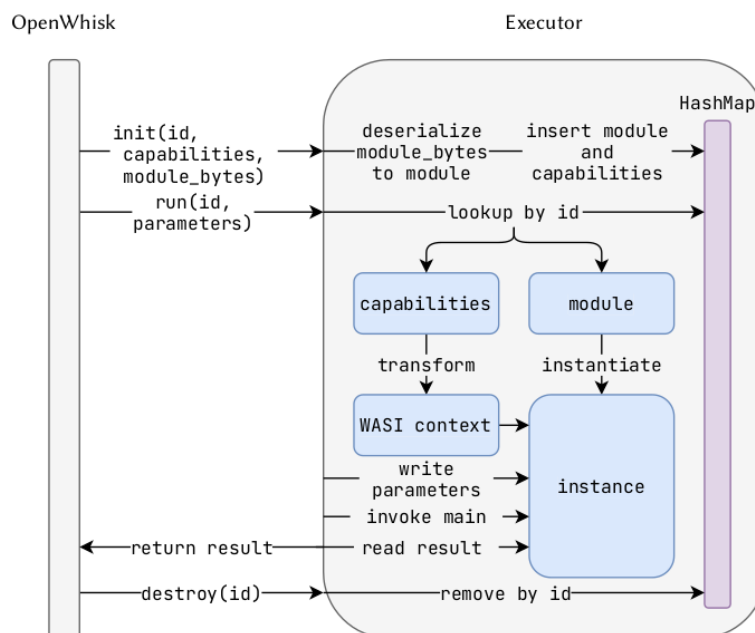 OpenWhisk
Executor
HashMap
init(id,
capabilities,
module_bytes)
deserialize
module_bytes
to module
insert module
and
capabilities
run(id,
parameters)
lookup by id
capabilities
module
transform
instantiate
WASI context
instance
write
parameters
invoke main
return result
read result
destroy(id)
remove by id